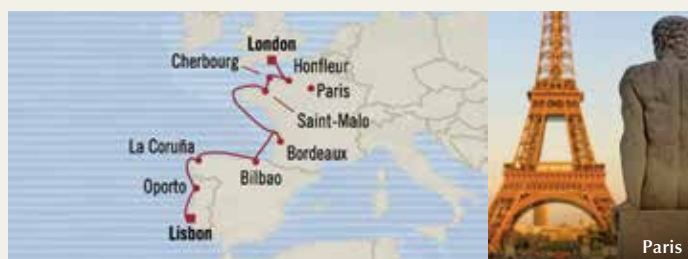 London
Cherbourg
Honfleur
Paris
Saint-Malo
La Coruña
Bordeaux
Oporto
Bilbao
Lisbon
Paris